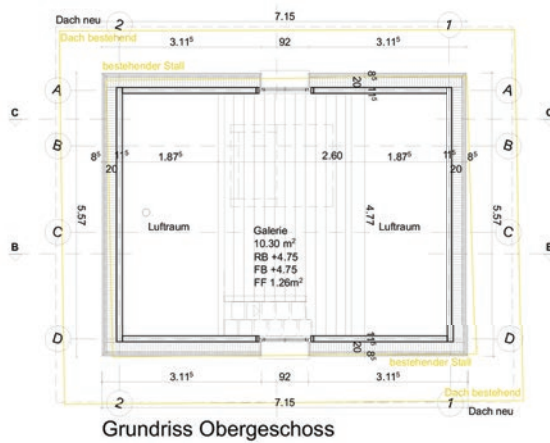 2 7.15 1
Dach neu
Dach bestehend
3.11⁵ 92 3.11⁵
bestehender Stall
8⁵
20
11⁵
A A
C C
B B
8⁵ 11⁵ 1.87⁵ 2.60 1.87⁵ 11⁵ 8⁵
20 20
5.57 4.77 5.57
Luftraum Luftraum
C C
Galerie
10.30 m²
RB +4.75
FB +4.75
FF 1.26m²
B B
D D
11⁵
20
8⁵
bestehender Stall
3.11⁵ 92 3.11⁵
Dach bestehend
2 7.15 1
Dach neu
Grundriss Obergeschoss